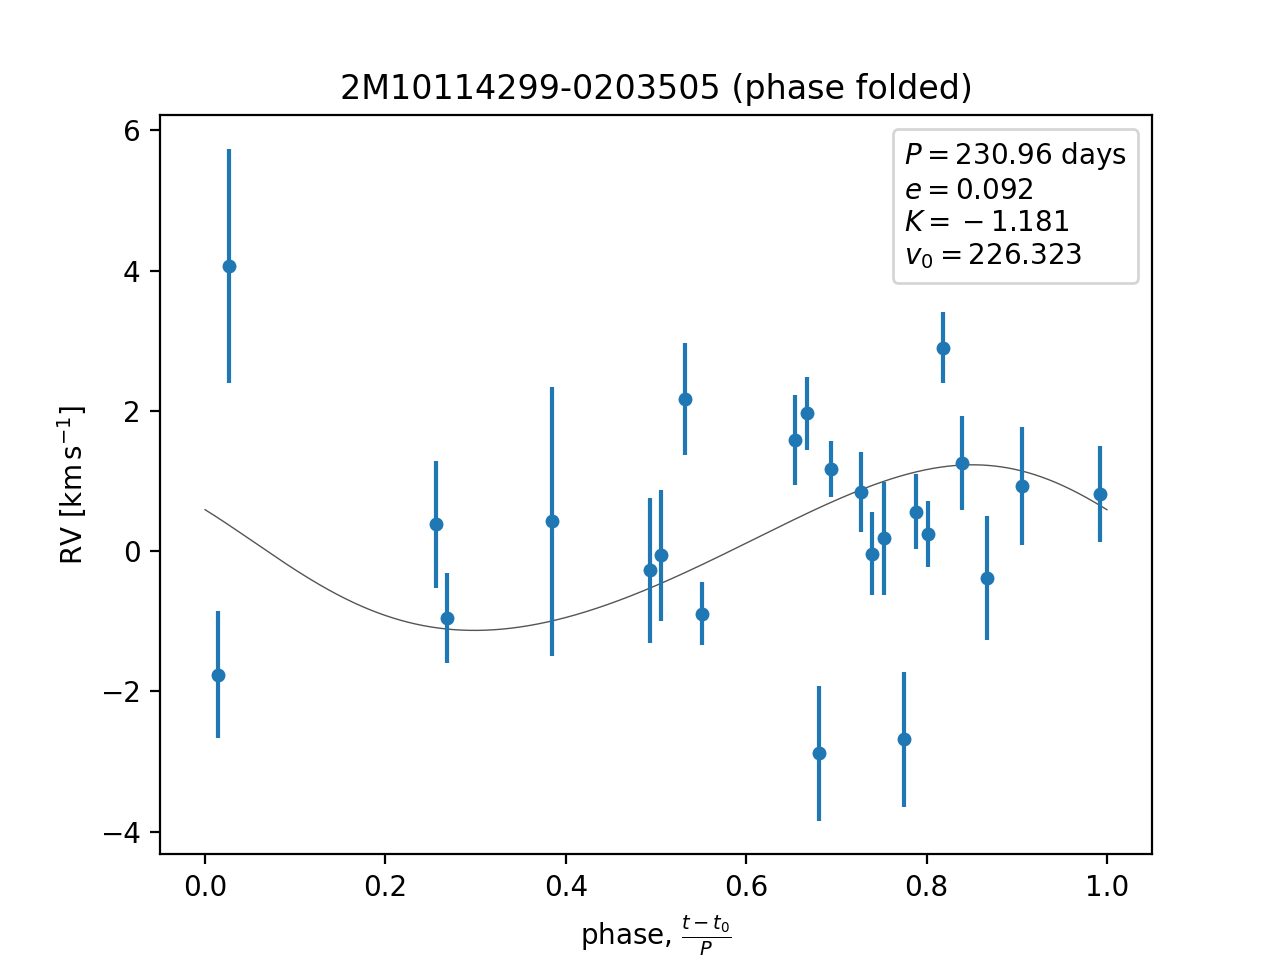 2M10114299-0203505 (phase folded)
P = 230.96 days
e = 0.092
K = −1.181
v₀ = 226.323
6
4
2
0
−2
−4
RV [km s⁻¹]
0.0 0.2 0.4 0.6 0.8 1.0
phase, (t − t₀)/P